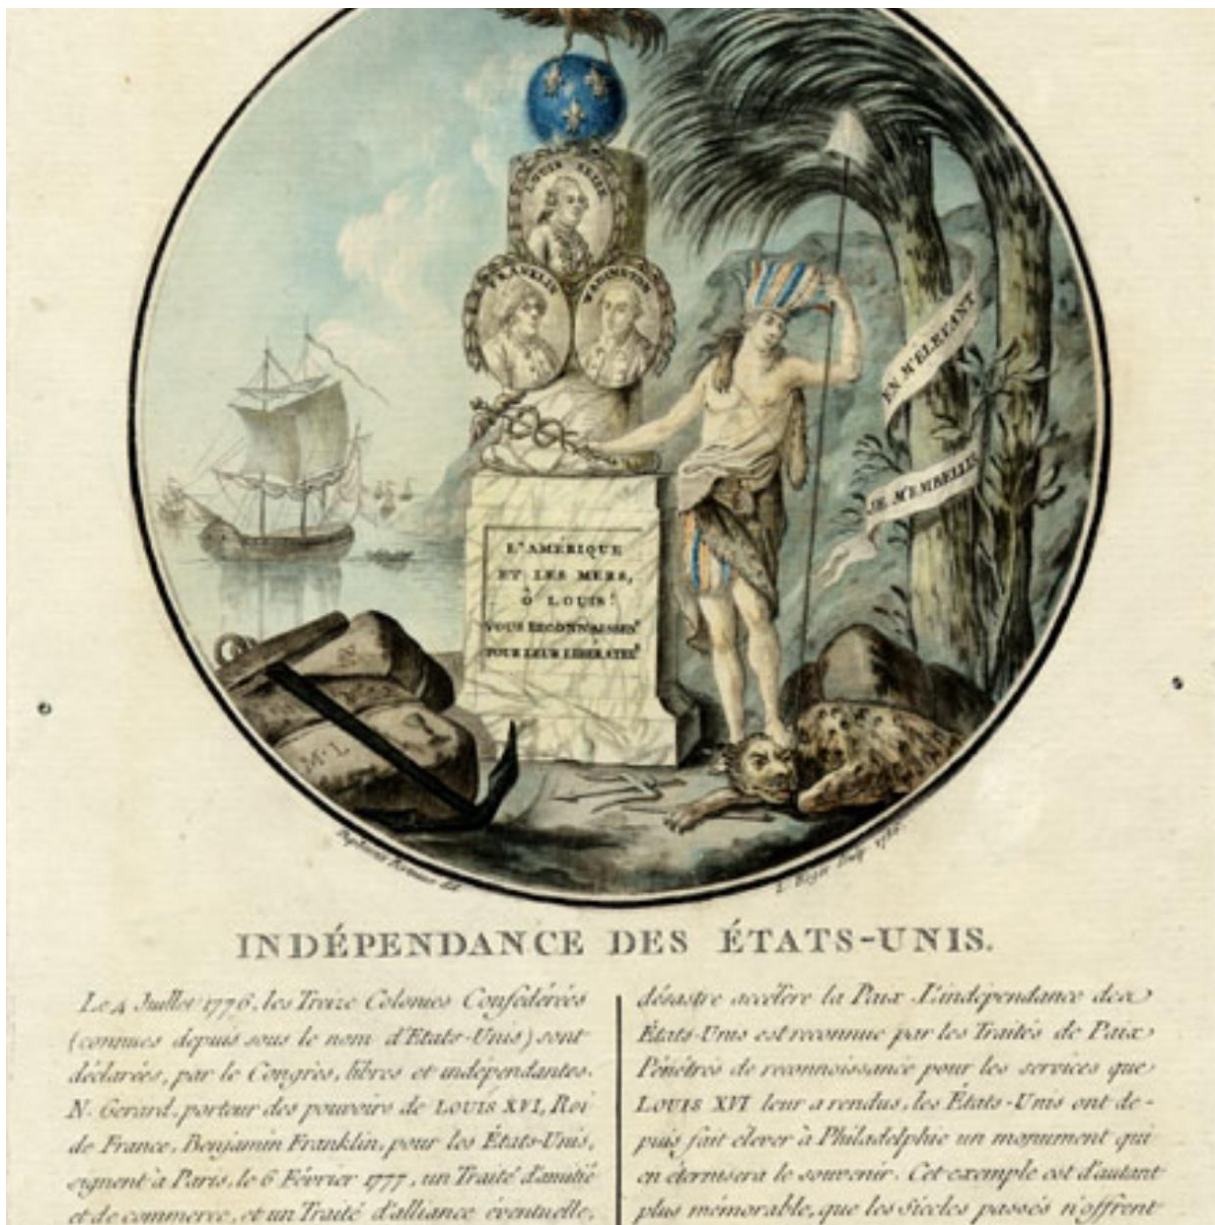 LOUIS SEIZE
FRANKLIN
WASHINGTON
EN M'ELEVANT
JE M'EMBELLIS
L'AMÉRIQUE
ET LES MERS,
Ô LOUIS!
VOUS RECONNAISSENT
POUR LEUR LIBERATEUR
M. L
INDÉPENDANCE DES ÉTATS-UNIS.
Le 4 Juillet 1776, les Treize Colonies Confédérées
(connues depuis sous le nom d'Etats-Unis) sont
déclarées, par le Congrès, libres et indépendantes.
N. Gerard, porteur des pouvoirs de LOUIS XVI, Roi
de France, Benjamin Franklin, pour les États-Unis,
signent à Paris, le 6 Février 1777, un Traité d'amitié
et de commerce, et un Traité d'alliance éventuelle,
désastre accélère la Paix. L'indépendance des
États-Unis est reconnue par les Traités de Paix
Pénétrés de reconnoissance pour les services que
LOUIS XVI leur a rendus, les États-Unis ont de-
puis fait élever à Philadelphie un monument qui
en éternisera le souvenir. Cet exemple est d'autant
plus mémorable, que les Siècles passés n'offrent